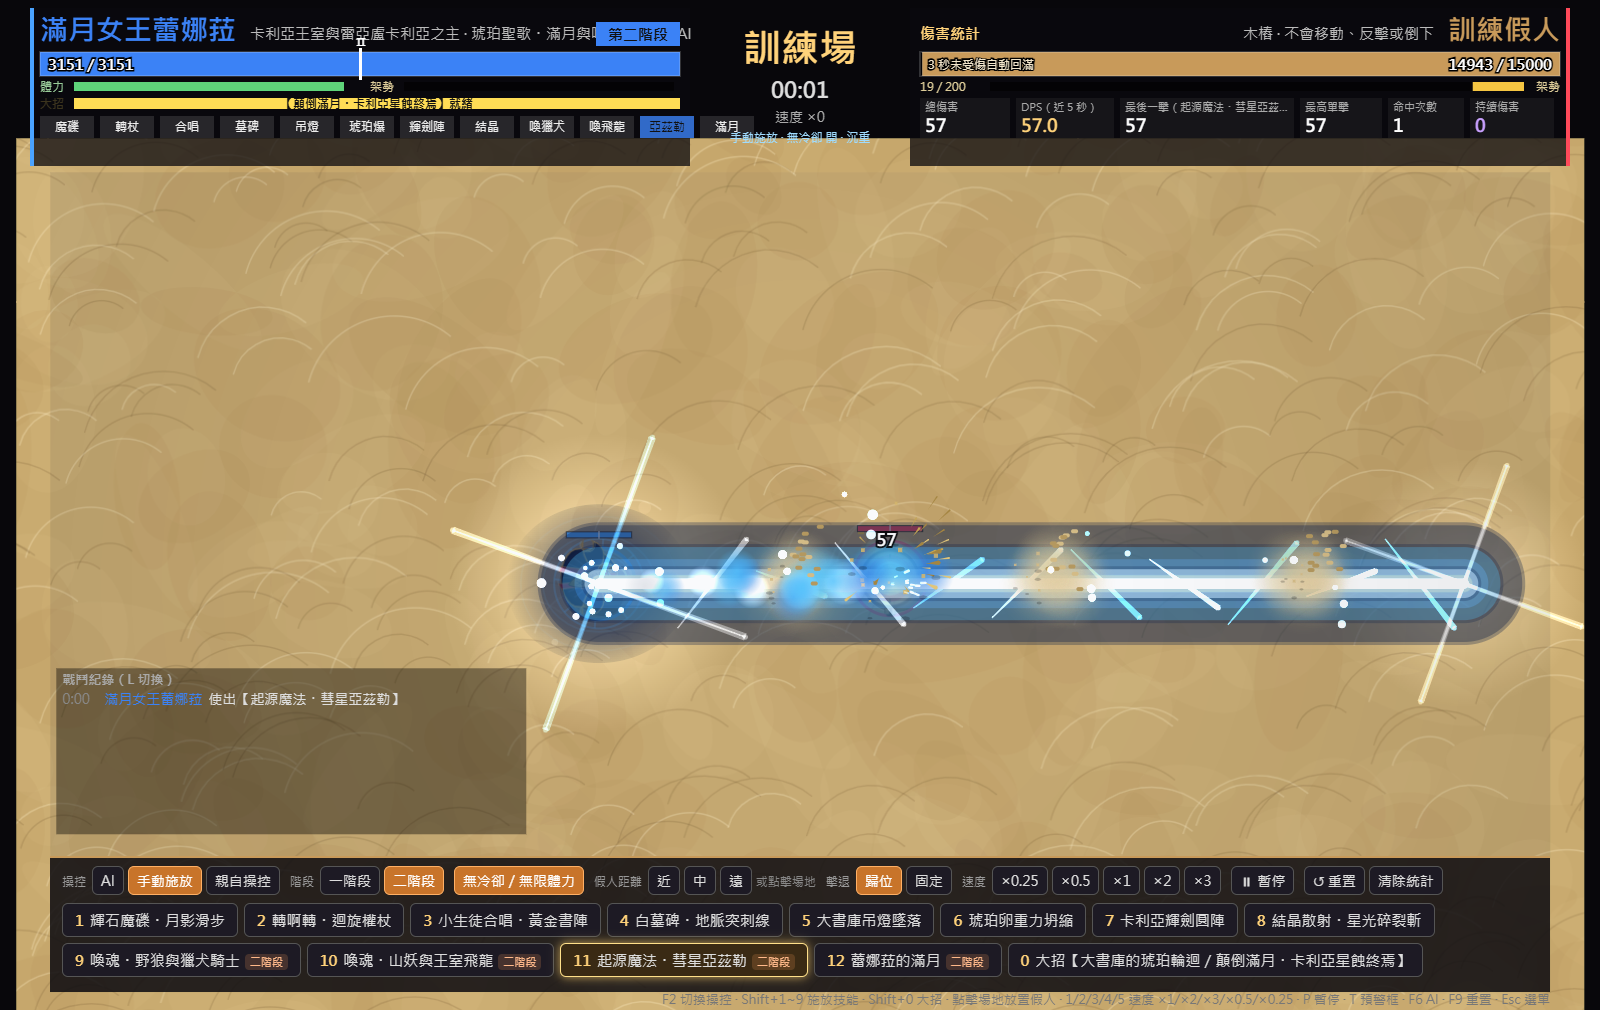 滿月女王蕾娜菈
卡利亞王室與雷亞盧卡利亞之主 · 琥珀聖歌 · 滿月與
第二階段
AI
II
3151 / 3151
體力
架勢
大招
【顛倒滿月．卡利亞星蝕終焉】就緒
魔礫
轉杖
合唱
墓碑
吊燈
琥珀爆
輝劍陣
結晶
喚獵犬
喚飛龍
亞茲勒
滿月
訓練場
00:01
速度 ×0
手動施放 · 無冷卻 開 · 沉重
傷害統計
木樁 · 不會移動、反擊或倒下
訓練假人
3 秒未受傷自動回滿
14943 / 15000
19 / 200
架勢
總傷害
57
DPS（近 5 秒）
57.0
最後一擊（起源魔法．彗星亞茲...
57
最高單擊
57
命中次數
1
持續傷害
0
57
戰鬥紀錄（L 切換）
0:00 滿月女王蕾娜菈 使出【起源魔法．彗星亞茲勒】
操控 AI 手動施放 親自操控 階段 一階段 二階段 無冷卻 / 無限體力 假人距離 近 中 遠 或點擊場地 擊退 歸位 固定 速度 ×0.25 ×0.5 ×1 ×2 ×3 ⏸ 暫停 ↺ 重置 清除統計
1 輝石魔礫．月影滑步
2 轉啊轉．迴旋權杖
3 小生徒合唱．黃金書陣
4 白墓碑．地脈突刺線
5 大書庫吊燈墜落
6 琥珀卵重力坍縮
7 卡利亞輝劍圓陣
8 結晶散射．星光碎裂斬
9 喚魂．野狼與獵犬騎士 二階段
10 喚魂．山妖與王室飛龍 二階段
11 起源魔法．彗星亞茲勒 二階段
12 蕾娜菈的滿月 二階段
0 大招【大書庫的琥珀輪迴 / 顛倒滿月．卡利亞星蝕終焉】
F2 切換操控 · Shift+1~9 施放技能 · Shift+0 大招 · 點擊場地放置假人 · 1/2/3/4/5 速度 ×1/×2/×3/×0.5/×0.25 · P 暫停 · T 預警框 · F6 AI · F9 重置 · Esc 選單